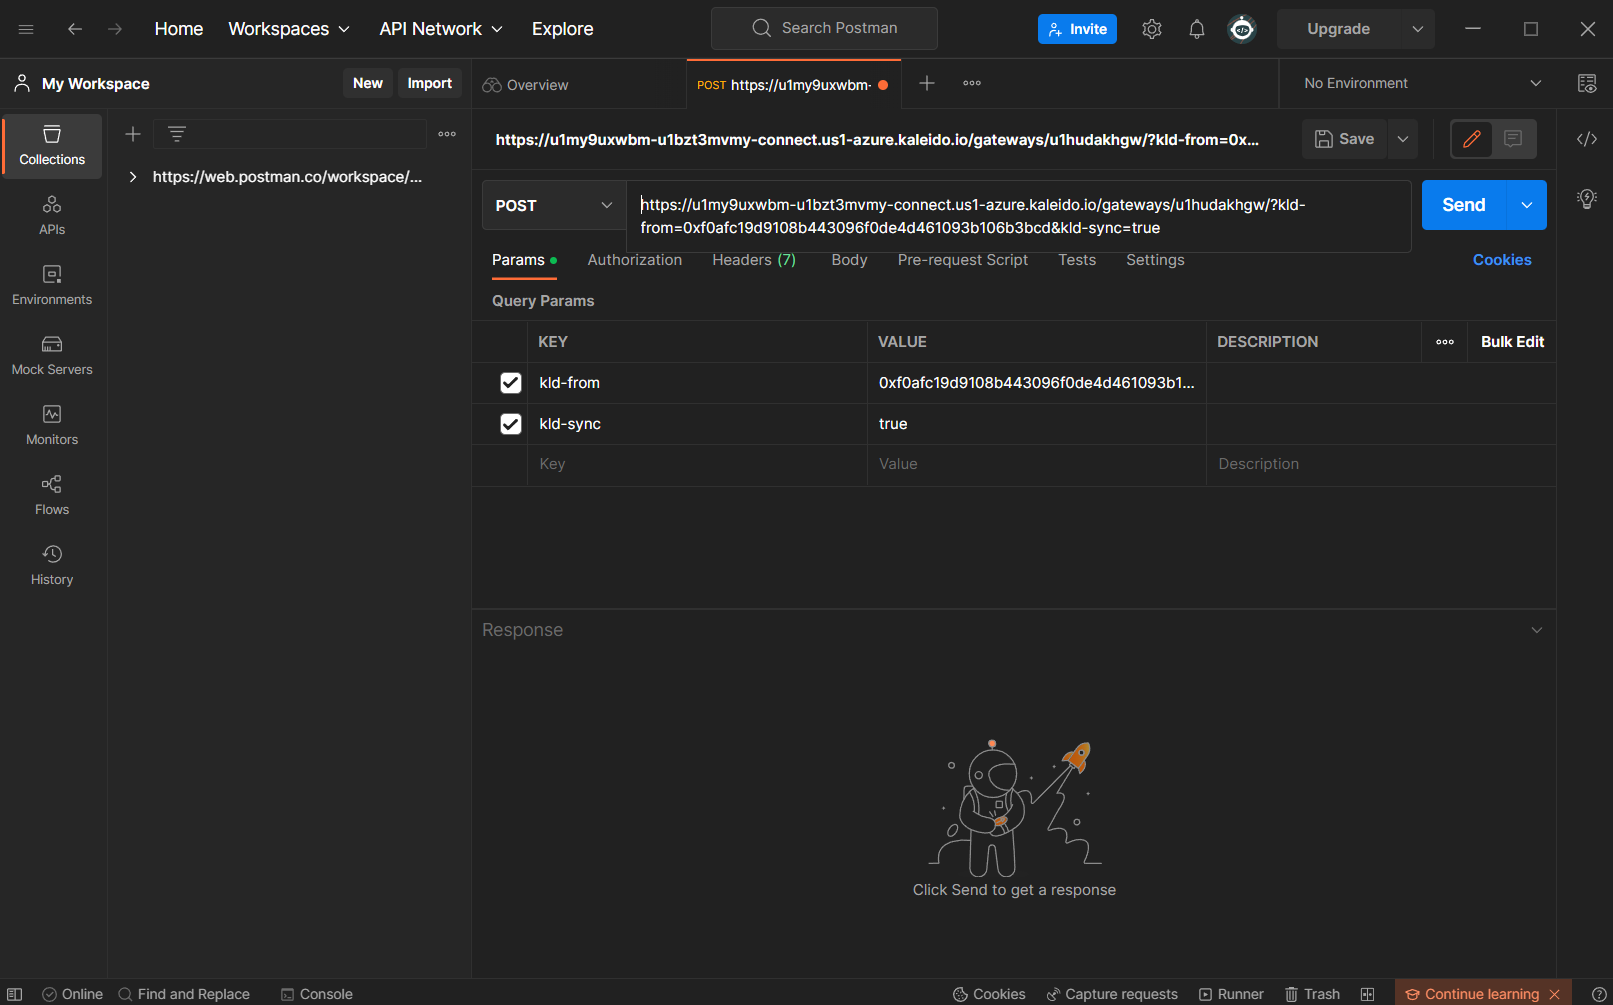 Home Workspaces API Network Explore Search Postman Invite Upgrade
My Workspace New Import Overview POST https://u1my9uxwbm- No Environment
https://u1my9uxwbm-u1bzt3mvmy-connect.us1-azure.kaleido.io/gateways/u1hudakhgw/?kld-from=0x... Save
Collections
https://web.postman.co/workspace/...
APIs
Environments
Mock Servers
Monitors
Flows
History
POST https://u1my9uxwbm-u1bzt3mvmy-connect.us1-azure.kaleido.io/gateways/u1hudakhgw/?kld- Send
from=0xf0afc19d9108b443096f0de4d461093b106b3bcd&kld-sync=true
Params Authorization Headers (7) Body Pre-request Script Tests Settings Cookies
Query Params
KEY VALUE DESCRIPTION Bulk Edit
kld-from 0xf0afc19d9108b443096f0de4d461093b1...
kld-sync true
Key Value Description
Response
Click Send to get a response
Online Find and Replace Console Cookies Capture requests Runner Trash Continue learning